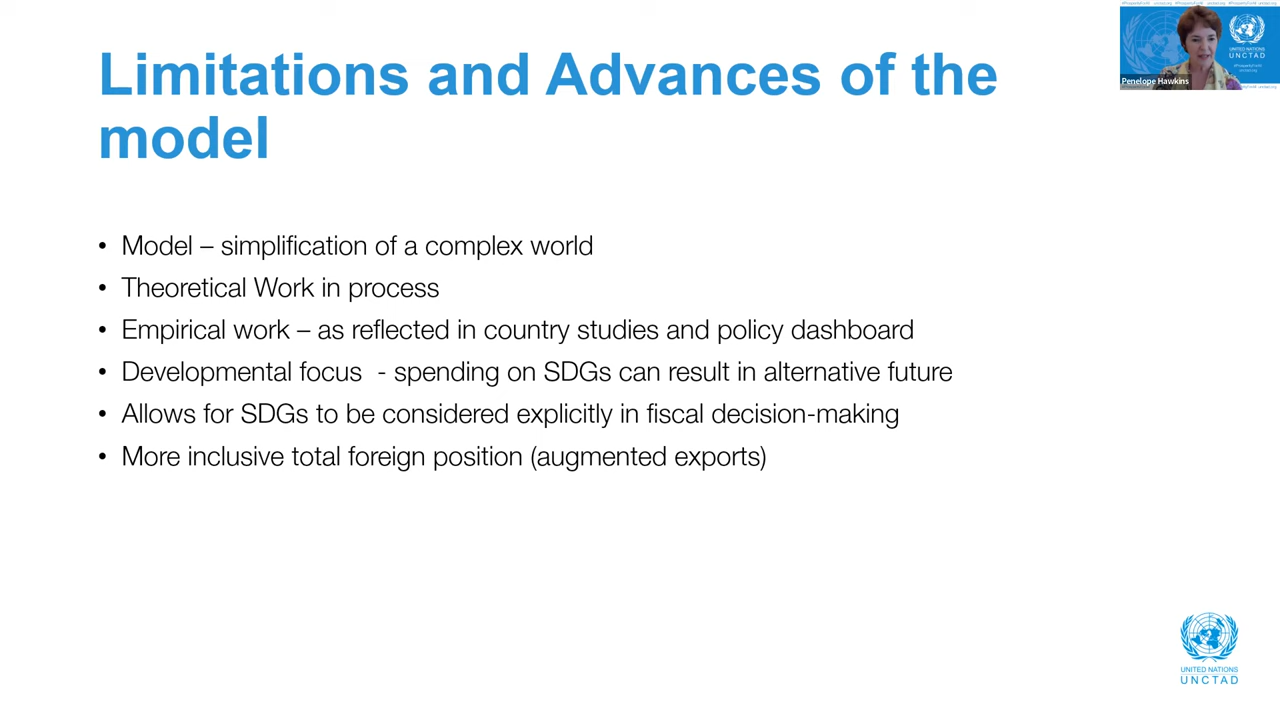 Limitations and Advances of the
model
• Model – simplification of a complex world
• Theoretical Work in process
• Empirical work – as reflected in country studies and policy dashboard
• Developmental focus - spending on SDGs can result in alternative future
• Allows for SDGs to be considered explicitly in fiscal decision-making
• More inclusive total foreign position (augmented exports)
UNITED NATIONS
UNCTAD
Penelope Hawkins
UNITED NATIONS
UNCTAD